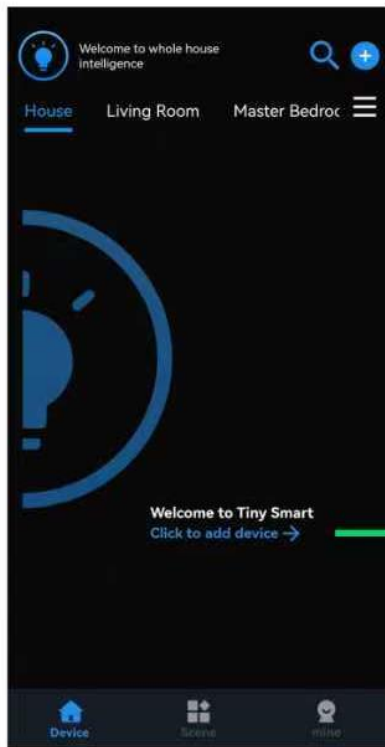 Welcome to whole house
intelligence
House Living Room Master Bedroc
Welcome to Tiny Smart
Click to add device →
Device Scene mine